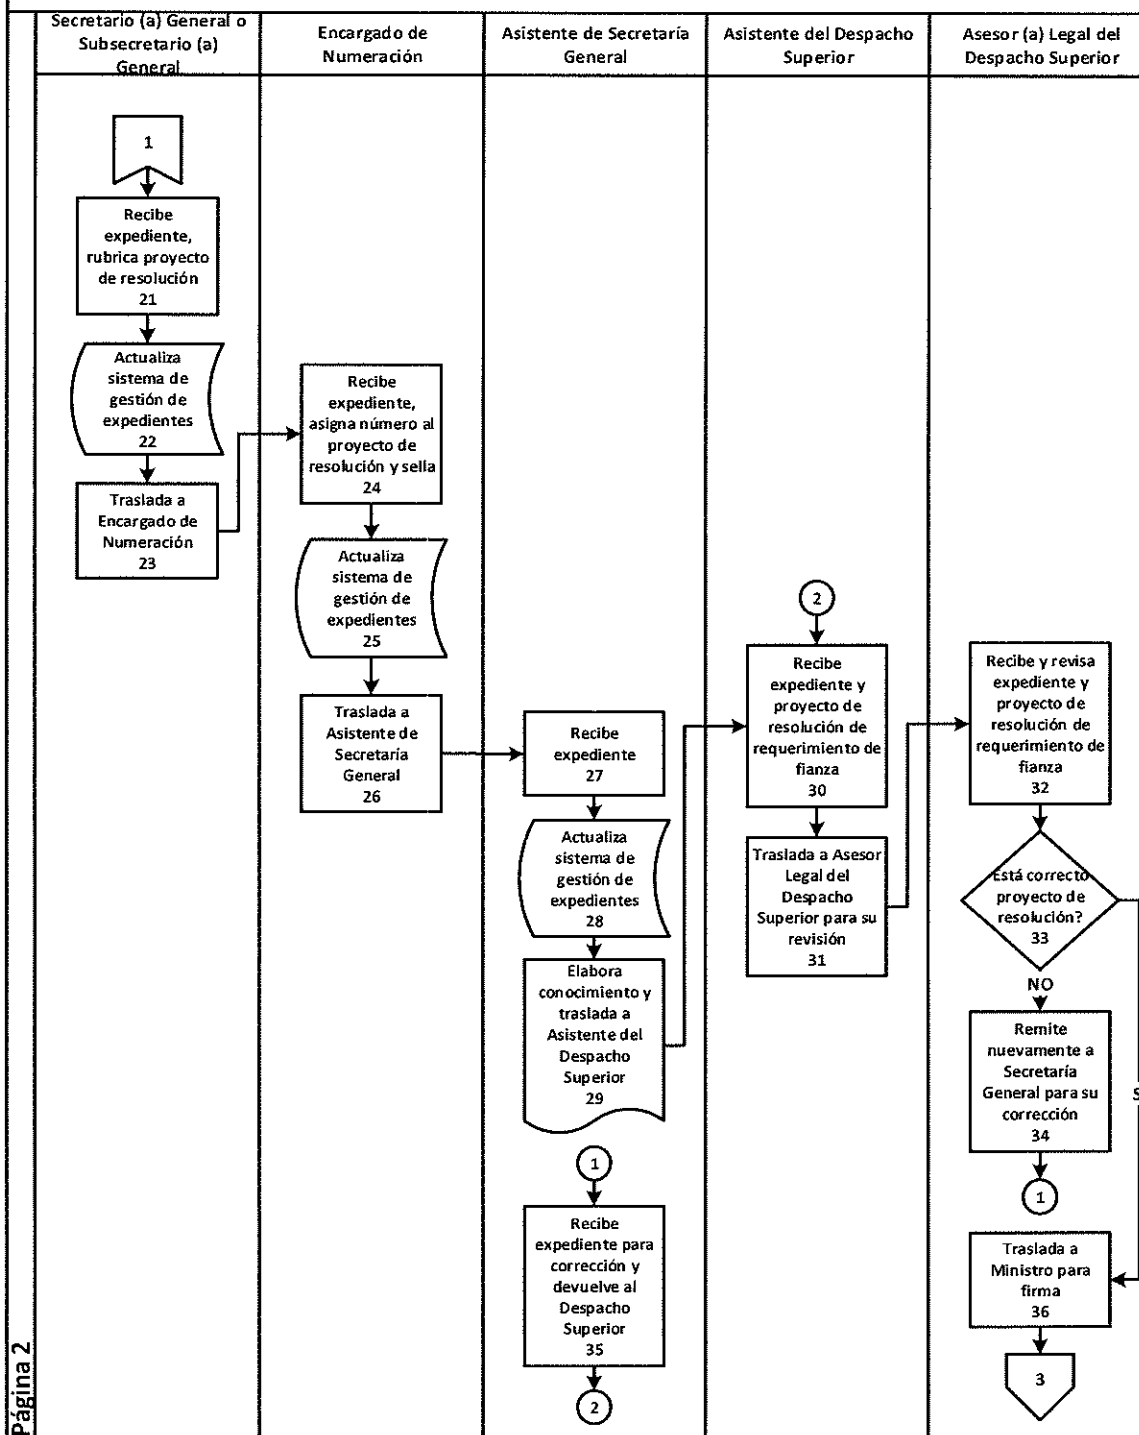 Secretario (a) General o
Subsecretario (a)
General
Encargado de
Numeración
Asistente de Secretaría
General
Asistente del Despacho
Superior
Asesor (a) Legal del
Despacho Superior
1
Recibe
expediente,
rubrica proyecto
de resolución
21
Actualiza
sistema de
gestión de
expedientes
22
Traslada a
Encargado de
Numeración
23
Recibe
expediente,
asigna número al
proyecto de
resolución y sella
24
Actualiza
sistema de
gestión de
expedientes
25
Traslada a
Asistente de
Secretaría
General
26
Recibe
expediente
27
Actualiza
sistema de
gestión de
expedientes
28
Elabora
conocimiento y
traslada a
Asistente del
Despacho
Superior
29
1
Recibe
expediente para
corrección y
devuelve al
Despacho
Superior
35
2
2
Recibe
expediente y
proyecto de
resolución de
requerimiento de
fianza
30
Traslada a Asesor
Legal del
Despacho
Superior para su
revisión
31
Recibe y revisa
expediente y
proyecto de
resolución de
requerimiento de
fianza
32
Está correcto
proyecto de
resolución?
33
NO
Remite
nuevamente a
Secretaría
General para su
corrección
34
1
S
Traslada a
Ministro para
firma
36
3
Página 2